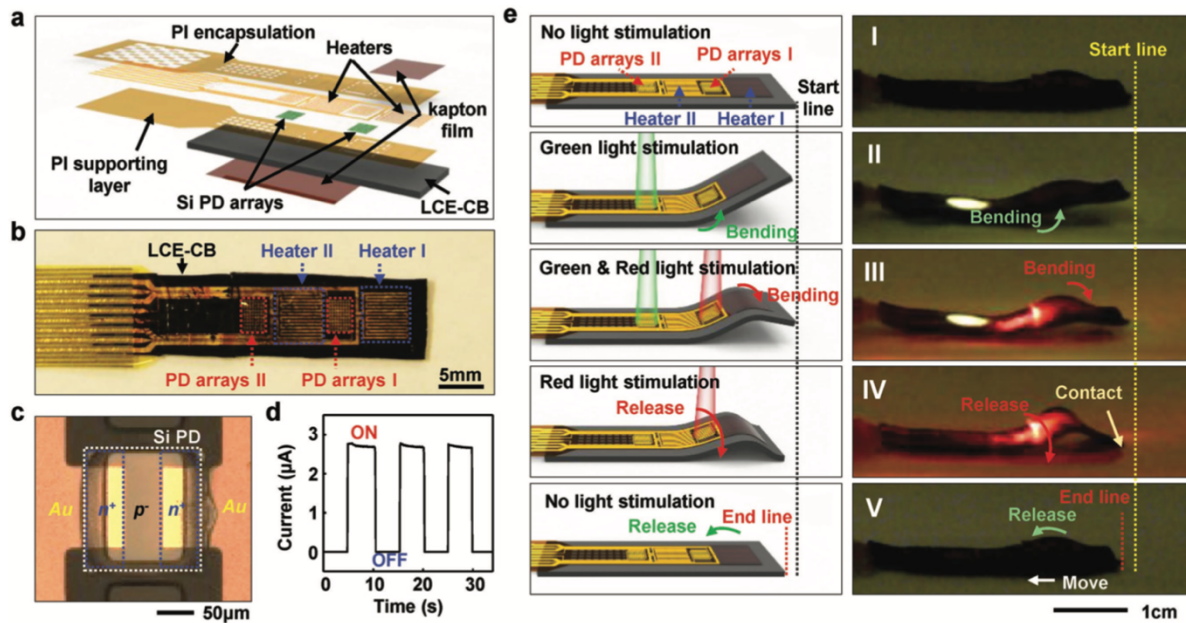 a
PI encapsulation
Heaters
kapton
film
PI supporting
layer
Si PD arrays
LCE-CB
b
LCE-CB
Heater II
Heater I
PD arrays II
PD arrays I
5mm
c
Si PD
Au
n+
p-
n+
Au
50μm
d
ON
OFF
Current (μA)
3
2
1
0
0
10
20
30
Time (s)
e
No light stimulation
PD arrays II
PD arrays I
Heater II
Heater I
Start
line
Green light stimulation
Bending
Green & Red light stimulation
Bending
Red light stimulation
Release
No light stimulation
Release
End line
I
Start line
II
Bending
III
Bending
IV
Release
Contact
V
Release
End line
Move
1cm